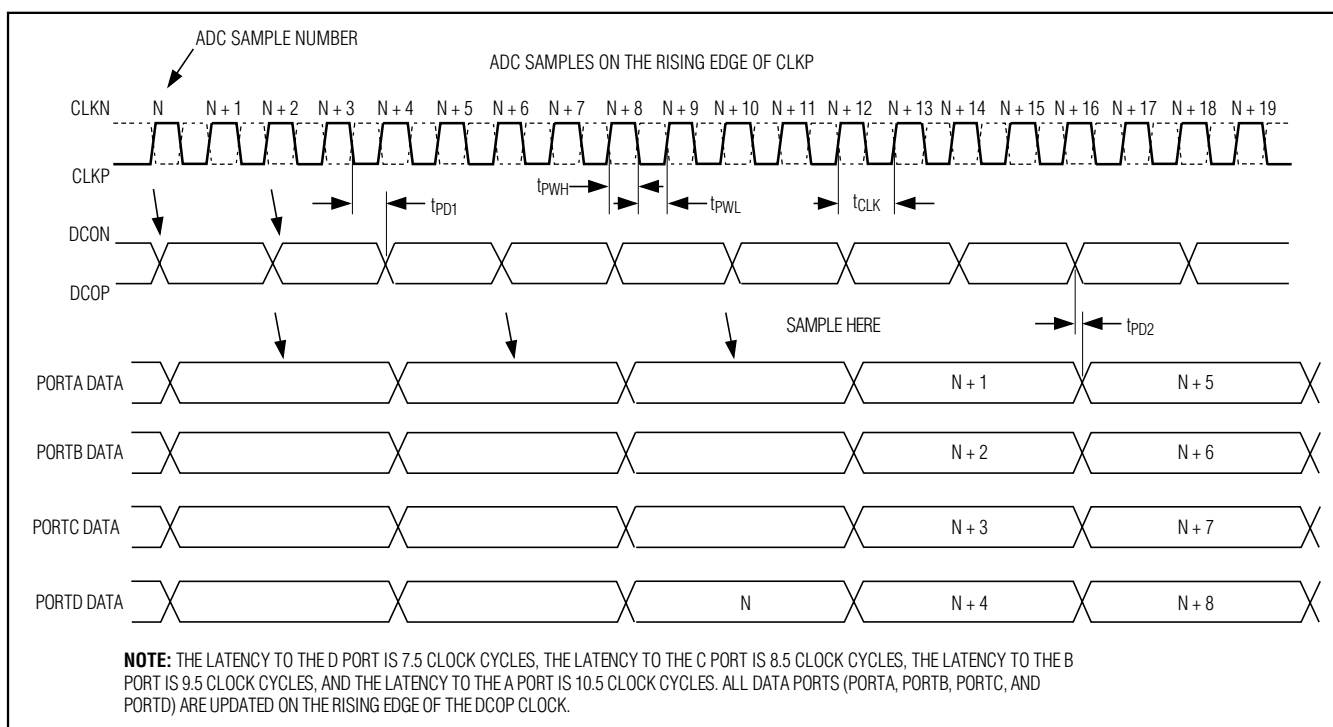 ADC SAMPLE NUMBER
ADC SAMPLES ON THE RISING EDGE OF CLKP
CLKN N N + 1 N + 2 N + 3 N + 4 N + 5 N + 6 N + 7 N + 8 N + 9 N + 10 N + 11 N + 12 N + 13 N + 14 N + 15 N + 16 N + 17 N + 18 N + 19
CLKP
tPD1 tPWH tPWL tCLK
DCON
DCOP
SAMPLE HERE tPD2
PORTA DATA N + 1 N + 5
PORTB DATA N + 2 N + 6
PORTC DATA N + 3 N + 7
PORTD DATA N N + 4 N + 8
NOTE: THE LATENCY TO THE D PORT IS 7.5 CLOCK CYCLES, THE LATENCY TO THE C PORT IS 8.5 CLOCK CYCLES, THE LATENCY TO THE B
PORT IS 9.5 CLOCK CYCLES, AND THE LATENCY TO THE A PORT IS 10.5 CLOCK CYCLES. ALL DATA PORTS (PORTA, PORTB, PORTC, AND
PORTD) ARE UPDATED ON THE RISING EDGE OF THE DCOP CLOCK.